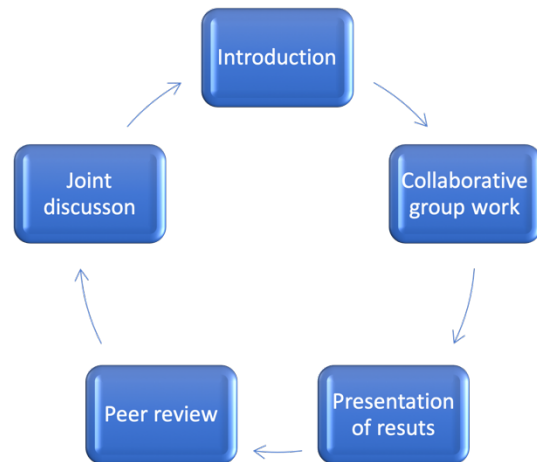 Introduction
Collaborative
group work
Presentation
of resuts
Peer review
Joint
discusson